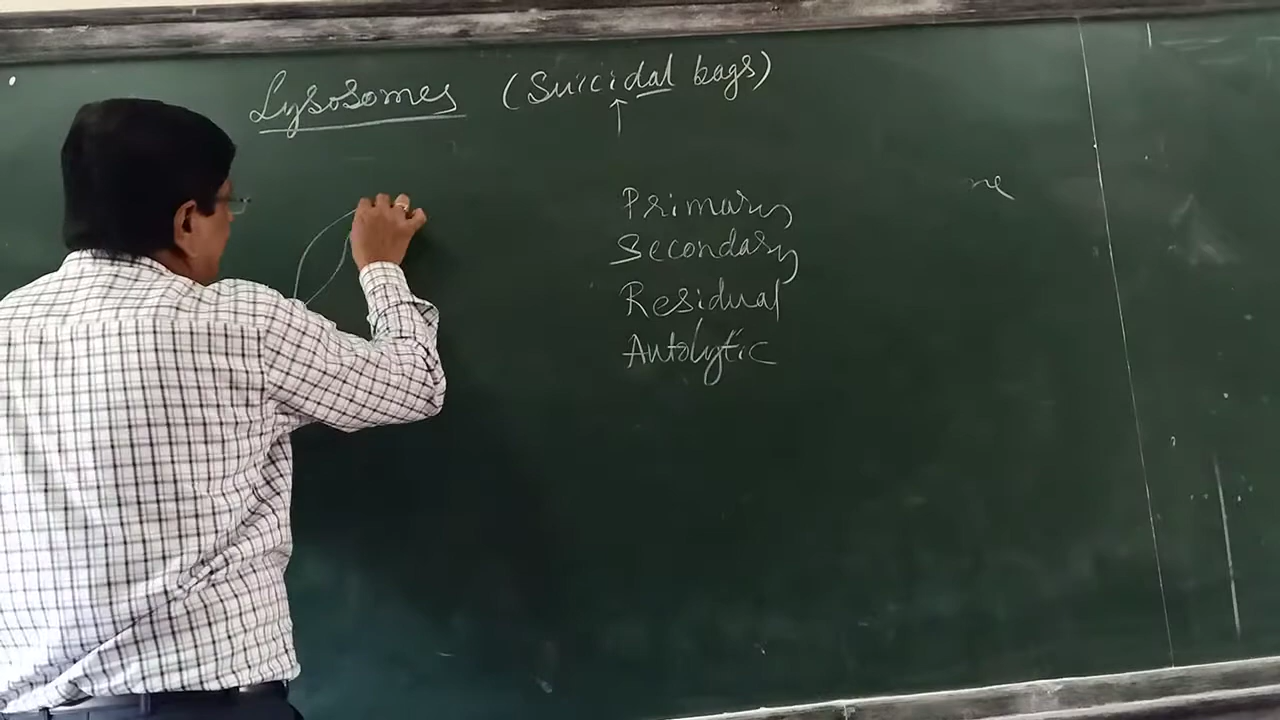 Lysosomes (Suicidal bags)
Primary
Secondary
Residual
Autolytic